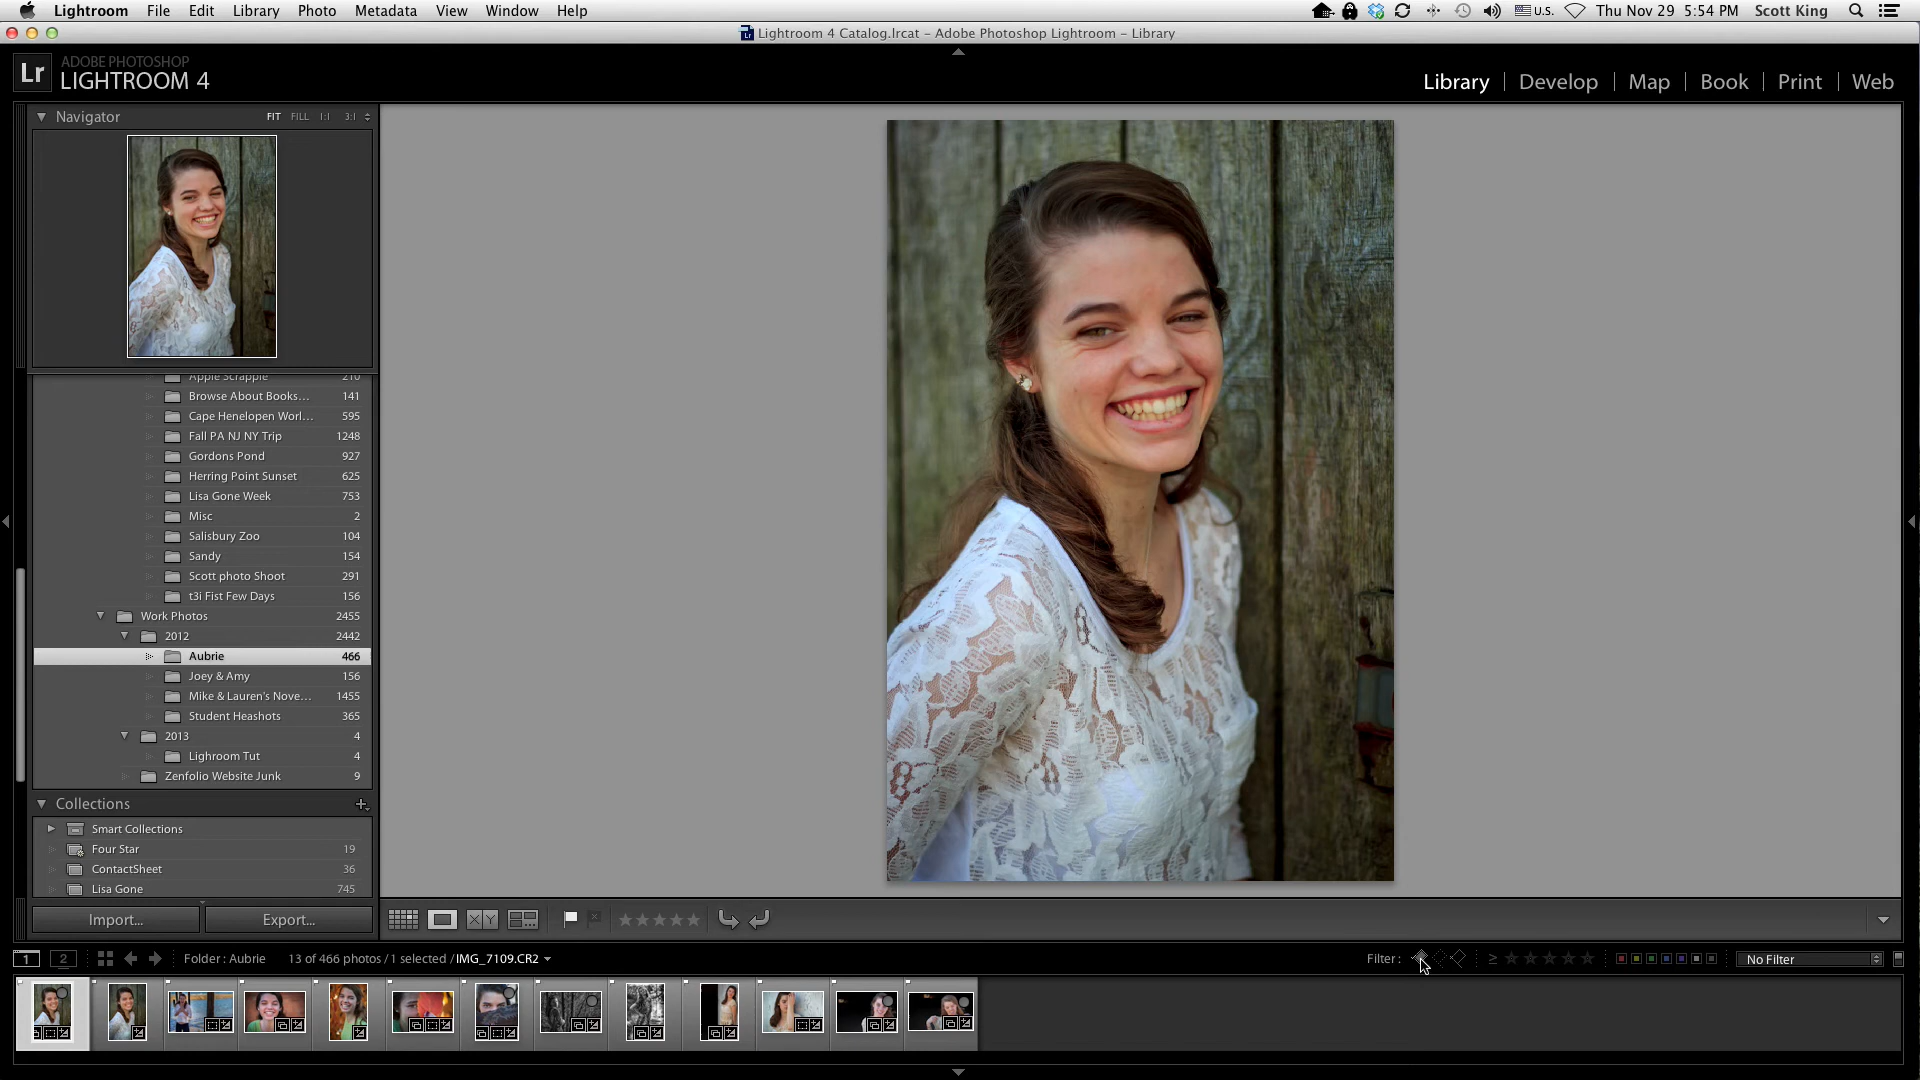 Lightroom File Edit Library Photo Metadata View Window Help U.S. Thu Nov 29 5:54 PM Scott King
Lightroom 4 Catalog.lrcat – Adobe Photoshop Lightroom – Library
Lr ADOBE PHOTOSHOP
LIGHTROOM 4
Library | Develop | Map | Book | Print | Web
Navigator FIT FILL 1:1 3:1
Apple Scrapple 210
Browse About Books... 141
Cape Henelopen Worl... 595
Fall PA NJ NY Trip 1248
Gordons Pond 927
Herring Point Sunset 625
Lisa Gone Week 753
Misc 2
Salisbury Zoo 104
Sandy 154
Scott photo Shoot 291
t3i Fist Few Days 156
Work Photos 2455
2012 2442
Aubrie 466
Joey & Amy 156
Mike & Lauren's Nove... 1455
Student Heashots 365
2013 4
Lighroom Tut 4
Zenfolio Website Junk 9
Collections
Smart Collections
Four Star 19
ContactSheet 36
Lisa Gone 745
Import... Export...
X Y
1 2 Folder : Aubrie 13 of 466 photos / 1 selected / IMG_7109.CR2 Filter : ≥ No Filter